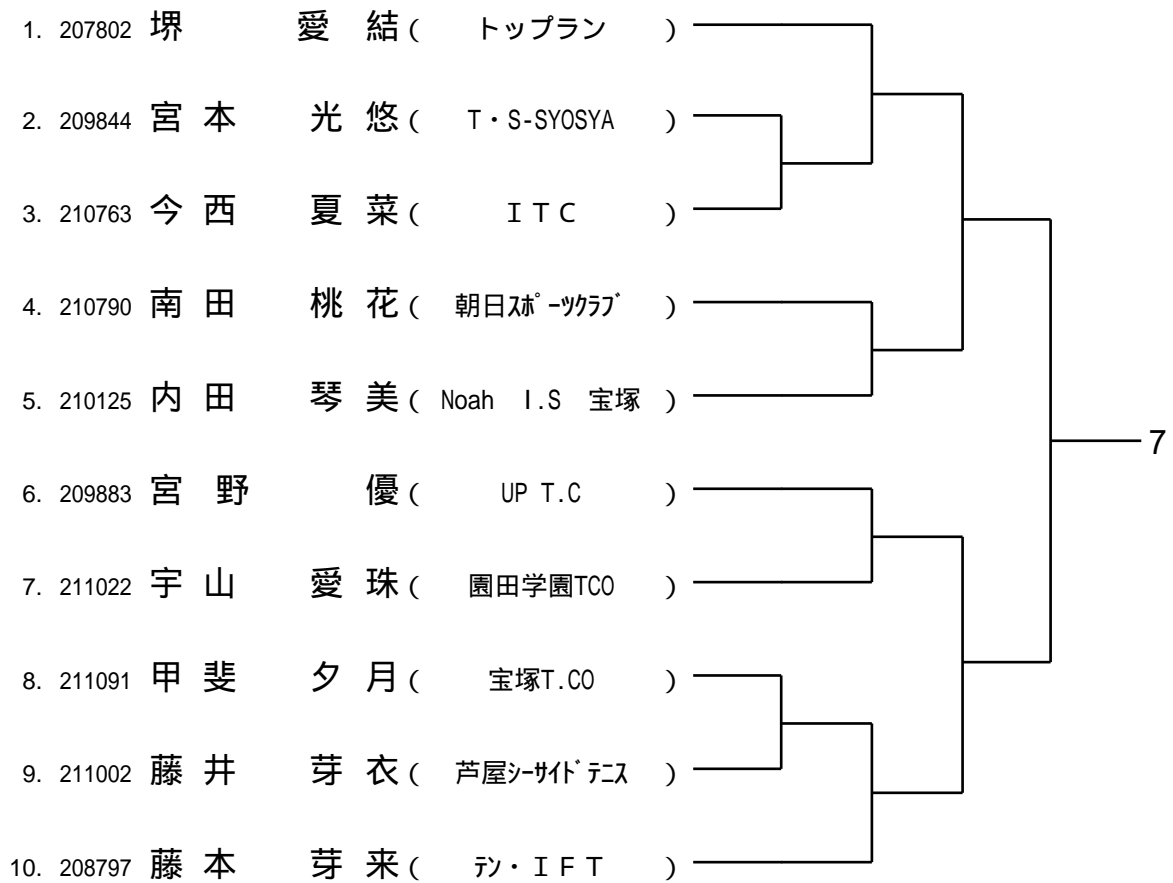 1. 207802 堺 愛 結 ( トップラン )
2. 209844 宮 本 光 悠 ( T・S-SYOSYA )
3. 210763 今 西 夏 菜 ( ＩＴＣ )
4. 210790 南 田 桃 花 ( 朝日ｽﾎﾟｰﾂｸﾗﾌﾞ )
5. 210125 内 田 琴 美 ( Noah I.S 宝塚 )
7
6. 209883 宮 野 優 ( UP T.C )
7. 211022 宇 山 愛 珠 ( 園田学園TCO )
8. 211091 甲 斐 夕 月 ( 宝塚T.CO )
9. 211002 藤 井 芽 衣 ( 芦屋ｼｰｻｲﾄﾞﾃﾆｽ )
10. 208797 藤 本 芽 来 ( ﾃﾝ・ＩＦＴ )